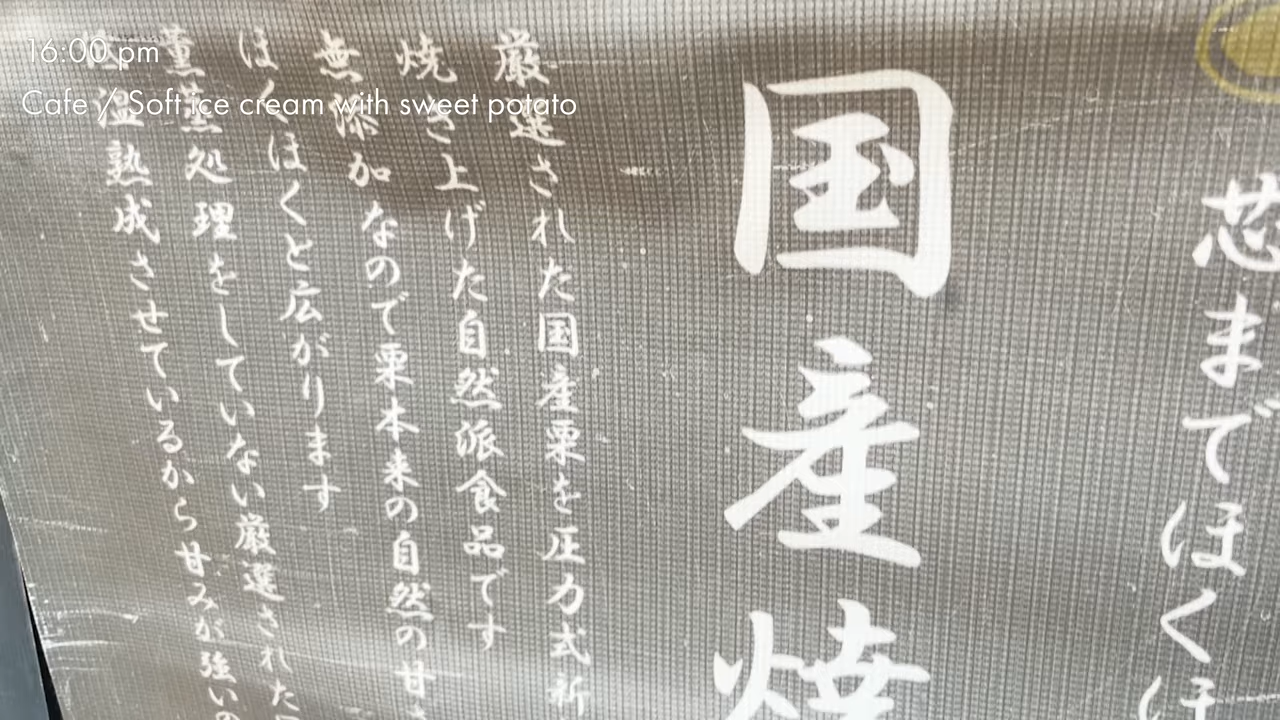 16:00 pm
Cafe / Soft ice cream with sweet potato
芯までほくほ
国産焼
厳選された国産栗を圧力式
焼き上げた自然派食品です
無添加なので栗本来の自然の甘
ほくほくと広がります
薫蒸処理をしていない厳選された
温熟成させているから甘みが強い